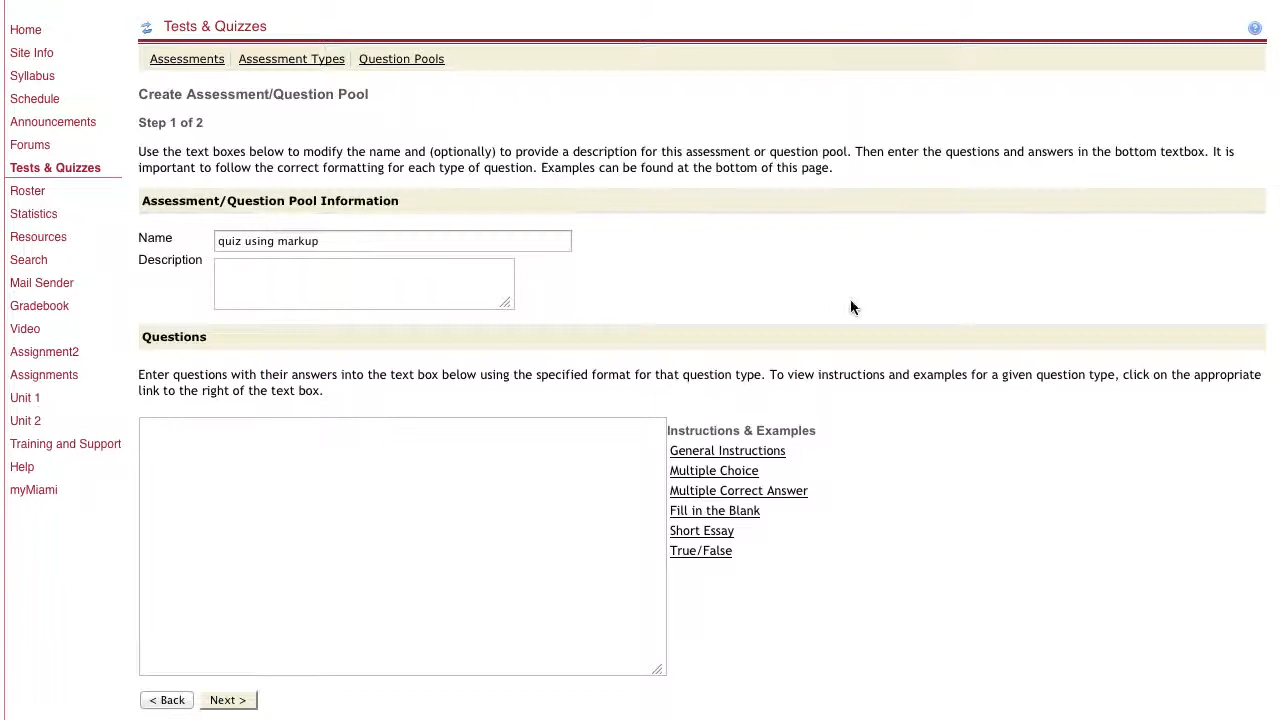 Home
Site Info
Syllabus
Schedule
Announcements
Forums
Tests & Quizzes
Roster
Statistics
Resources
Search
Mail Sender
Gradebook
Video
Assignment2
Assignments
Unit 1
Unit 2
Training and Support
Help
myMiami
Tests & Quizzes
?
Assessments Assessment Types Question Pools
Create Assessment/Question Pool
Step 1 of 2
Use the text boxes below to modify the name and (optionally) to provide a description for this assessment or question pool. Then enter the questions and answers in the bottom textbox. It is
important to follow the correct formatting for each type of question. Examples can be found at the bottom of this page.
Assessment/Question Pool Information
Name quiz using markup
Description
Questions
Enter questions with their answers into the text box below using the specified format for that question type. To view instructions and examples for a given question type, click on the appropriate
link to the right of the text box.
Instructions & Examples
General Instructions
Multiple Choice
Multiple Correct Answer
Fill in the Blank
Short Essay
True/False
< Back Next >